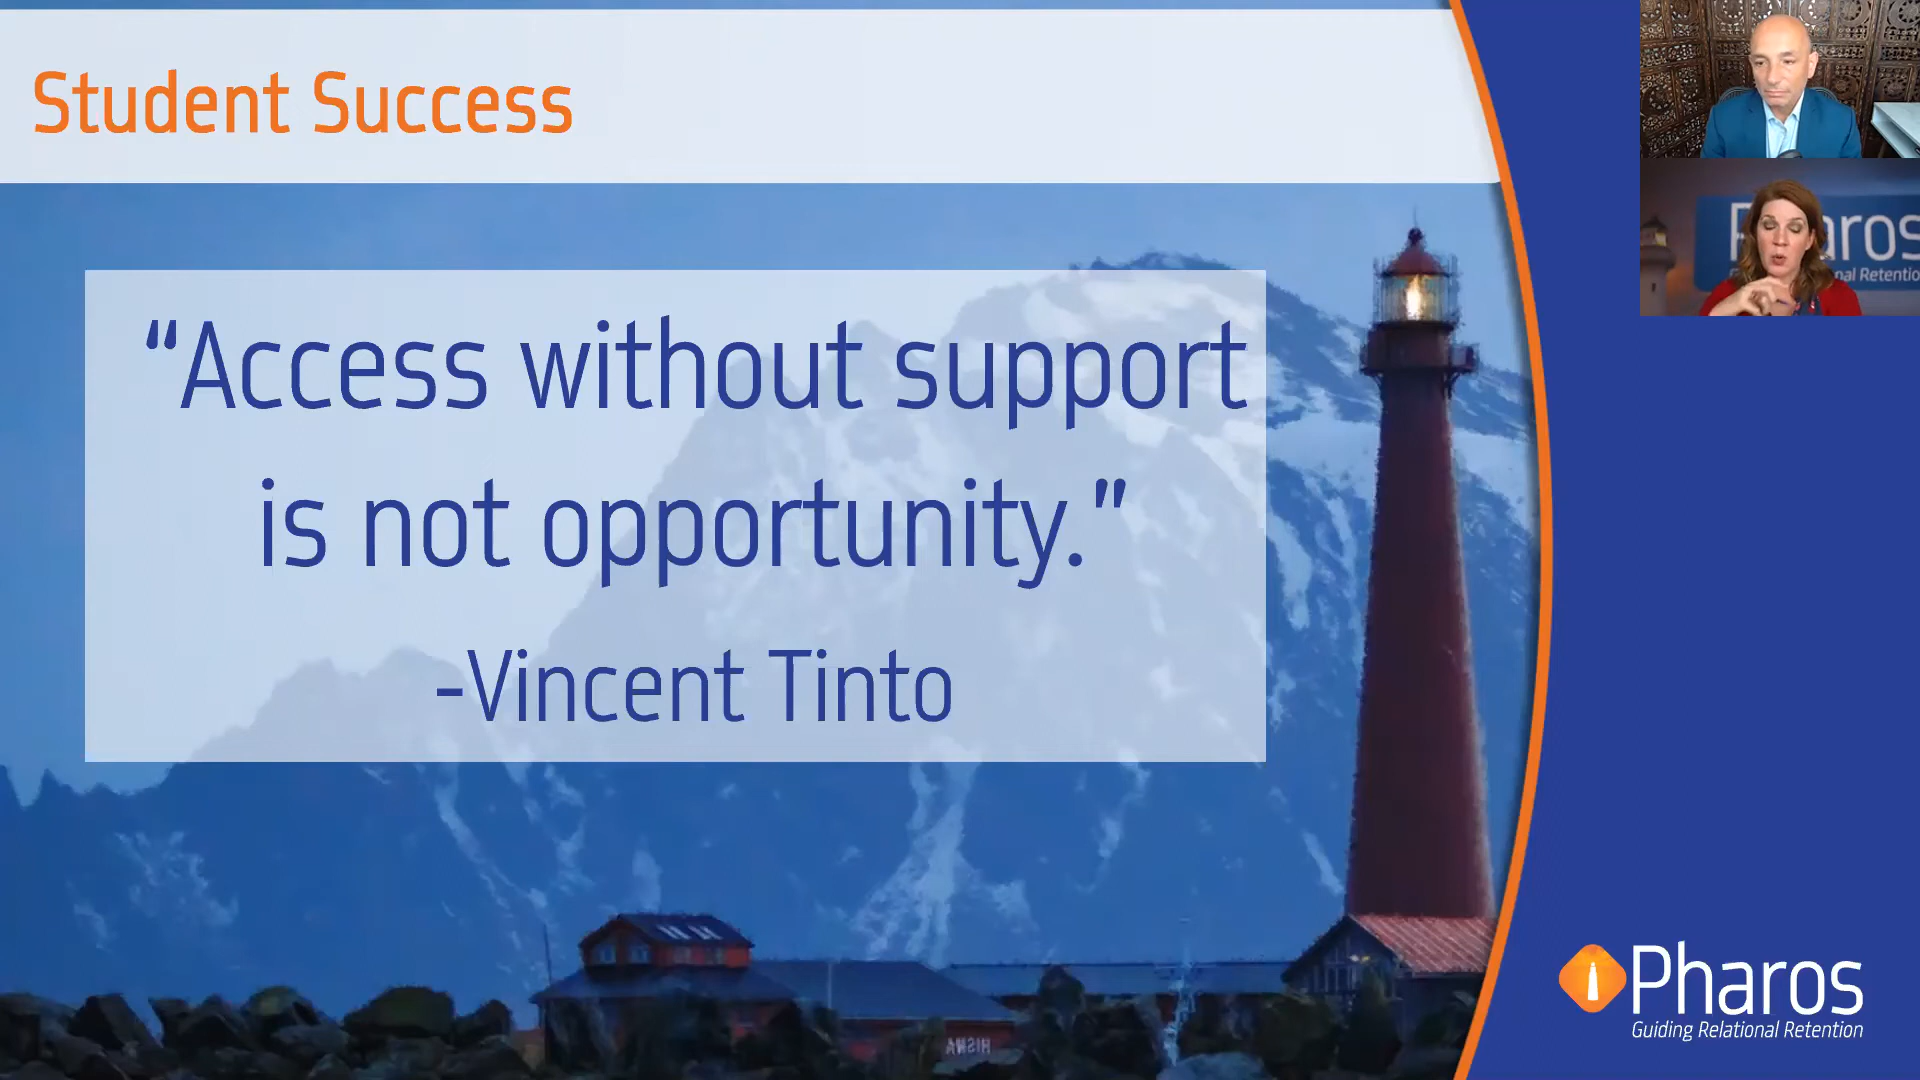 Student Success
“Access without support
is not opportunity.”
-Vincent Tinto
Pharos
Guiding Relational Retention